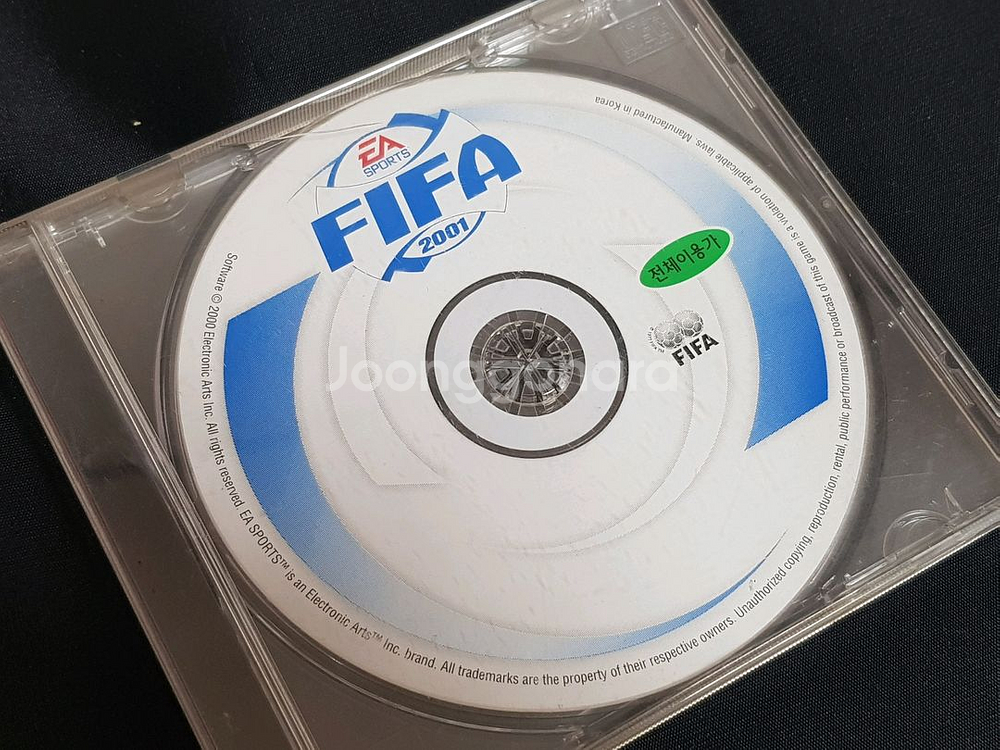 EA
SPORTS
FIFA
2001
전체이용가
FIFA
Joonggonara
Software © 2000 Electronic Arts Inc. All rights reserved. EA SPORTS™ is an Electronic Arts™ Inc. brand. All trademarks are the property of their respective owners. Unauthorized copying, reproduction, rental, public performance or broadcast of this game is a violation of applicable laws. Manufactured in Korea